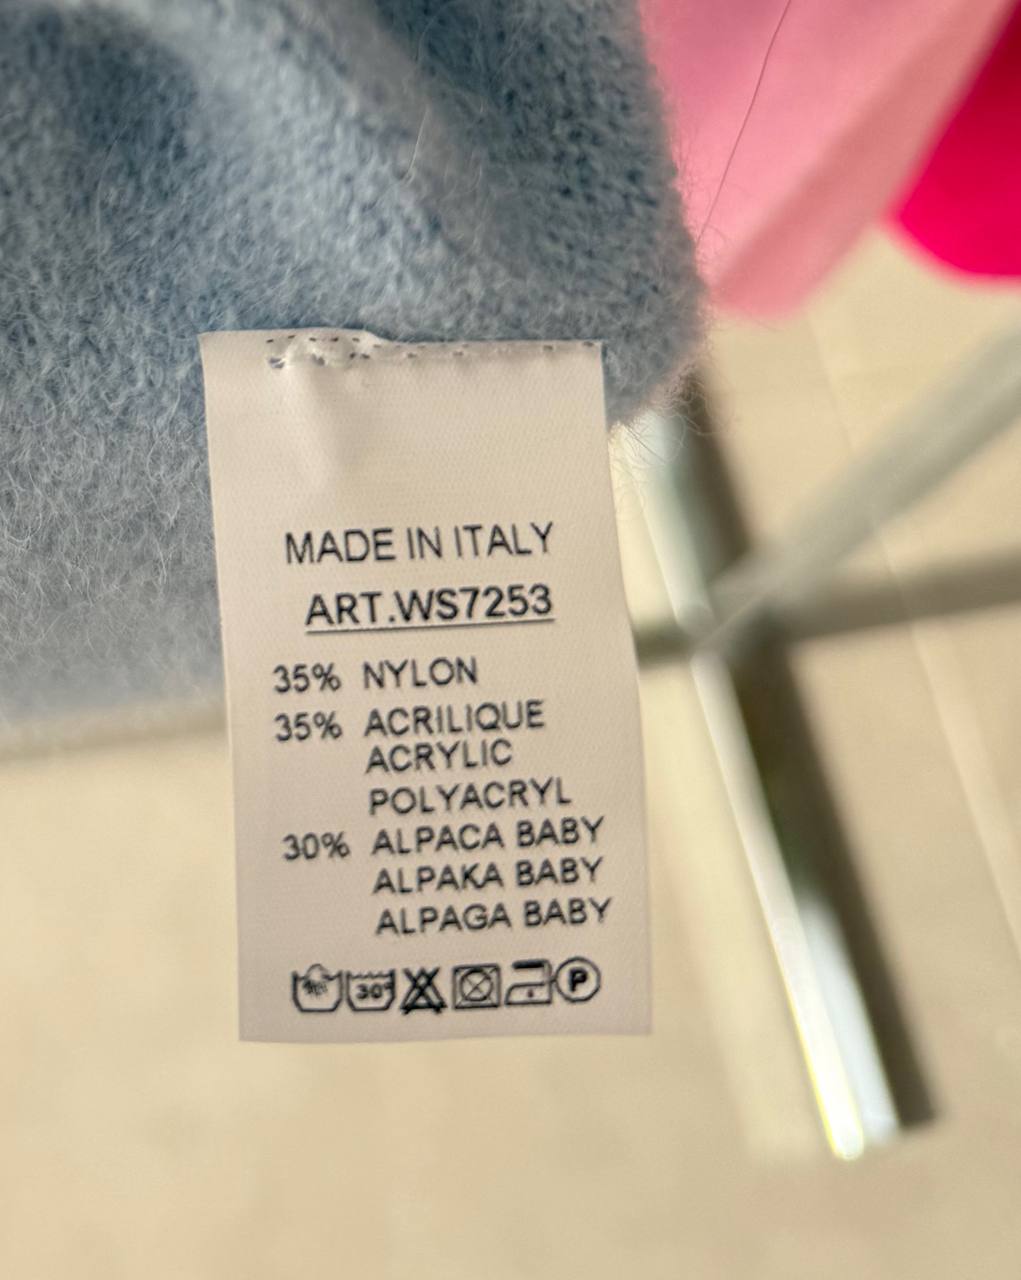 MADE IN ITALY
ART.WS7253
35% NYLON
35% ACRILIQUE
ACRYLIC
POLYACRYL
30% ALPACA BABY
ALPAKA BABY
ALPAGA BABY
30° P